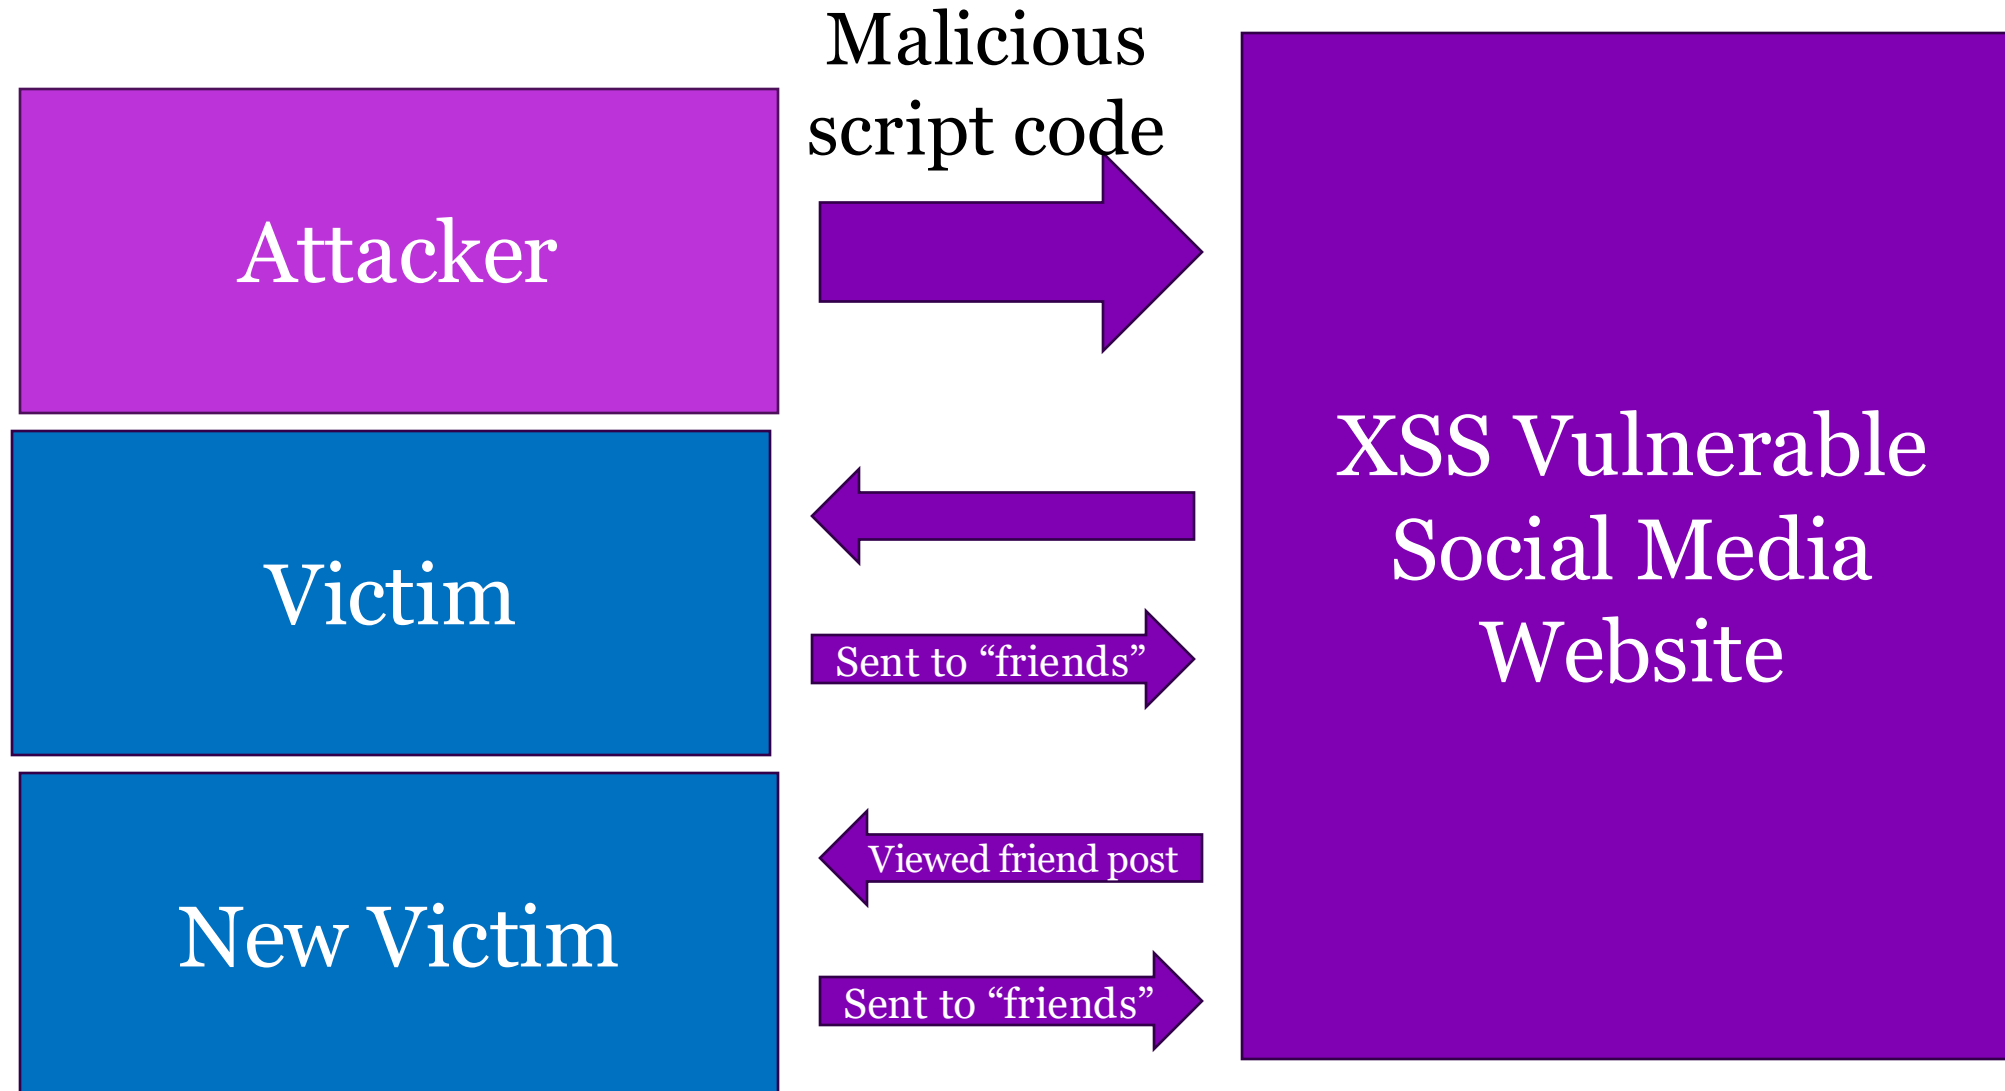 Malicious
script code
Attacker
Victim
New Victim
Sent to “friends”
Viewed friend post
Sent to “friends”
XSS Vulnerable
Social Media
Website